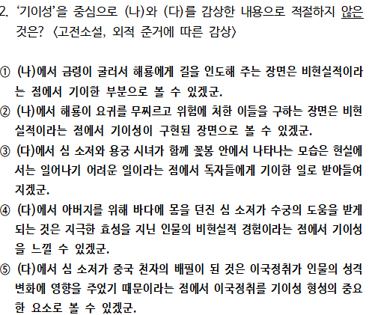 2. '기이성'을 중심으로 (나)와 (다)를 감상한 내용으로 적절하지 않은
것은? <고전소설, 외적 준거에 따른 감상>
① (나)에서 금령이 굴러서 해룡에게 길을 인도해 주는 장면은 비현실적이라
는 점에서 기이한 부분으로 볼 수 있겠군.
② (나)에서 해룡이 요귀를 무찌르고 위험에 처한 이들을 구하는 장면은 비현
실적이라는 점에서 기이성이 구현된 장면으로 볼 수 있겠군.
③ (다)에서 심 소저와 용궁 시녀가 함께 꽃봉 안에서 나타나는 모습은 현실에
서는 일어나기 어려운 일이라는 점에서 독자들에게 기이한 일로 받아들여
지겠군.
④ (다)에서 아버지를 위해 바다에 몸을 던진 심 소저가 수궁의 도움을 받게
되는 것은 지극한 효성을 지닌 인물의 비현실적 경험이라는 점에서 기이성
을 느낄 수 있겠군.
⑤ (다)에서 심 소저가 중국 천자의 배필이 된 것은 이국정취가 인물의 성격
변화에 영향을 주었기 때문이라는 점에서 이국정취를 기이성 형성의 중요
한 요소로 볼 수 있겠군.